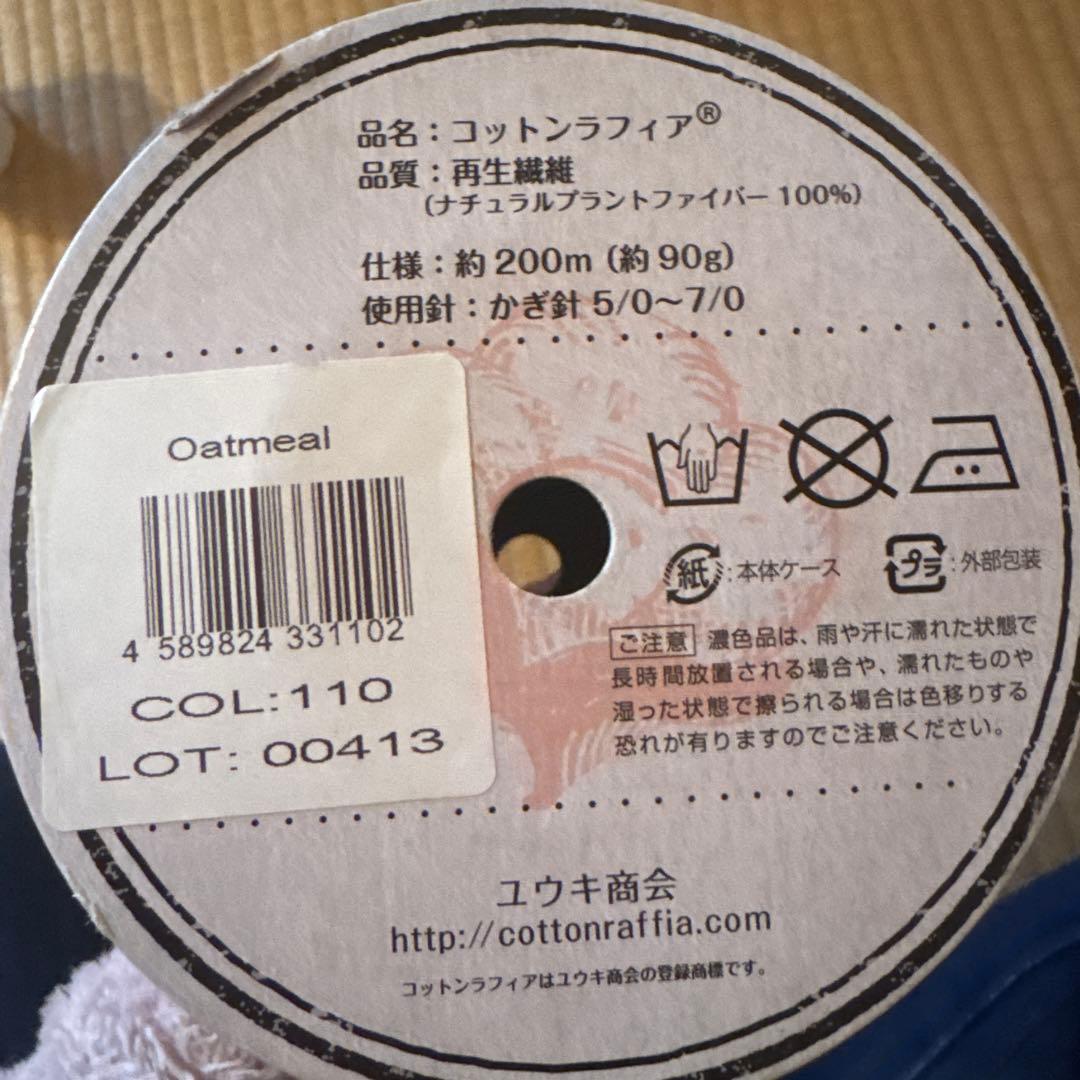 品名：コットンラフィア®
品質：再生繊維
（ナチュラルプラントファイバー 100%）
仕様：約 200m（約 90g）
使用針：かぎ針 5/0～7/0
Oatmeal
4 589824 331102
COL:110
LOT: 00413
紙：本体ケース
プラ：外部包装
ご注意 濃色品は、雨や汗に濡れた状態で
長時間放置される場合や、濡れたものや
湿った状態で擦られる場合は色移りする
恐れが有りますのでご注意ください。
ユウキ商会
http://cottonraffia.com
コットンラフィアはユウキ商会の登録商標です。